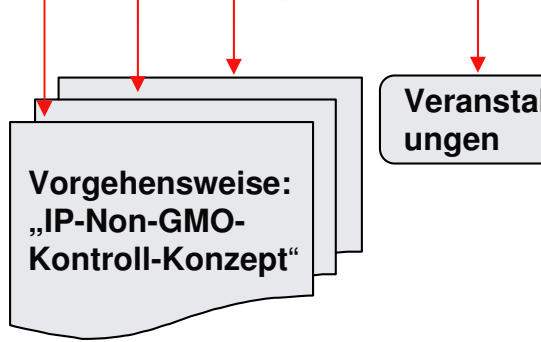 Vorgehensweise:
„IP-Non-GMO-
Kontroll-Konzept“
Veranstal
ungen